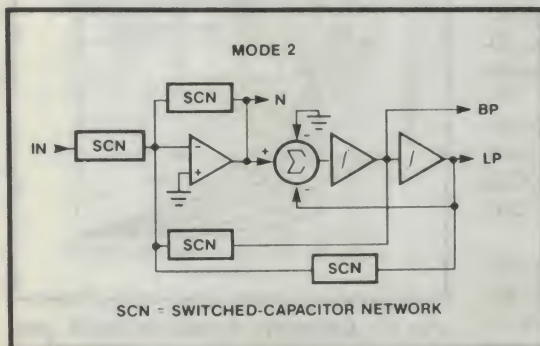 MODE 2
SCN
N
BP
IN
SCN
-
+
+
-
-
Σ
∫
∫
LP
SCN
SCN
SCN = SWITCHED-CAPACITOR NETWORK